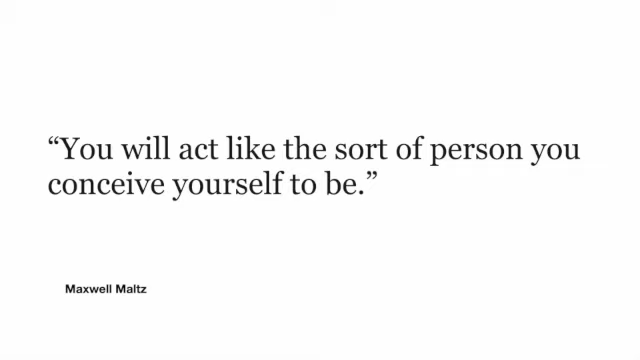 “You will act like the sort of person you
conceive yourself to be.”
Maxwell Maltz